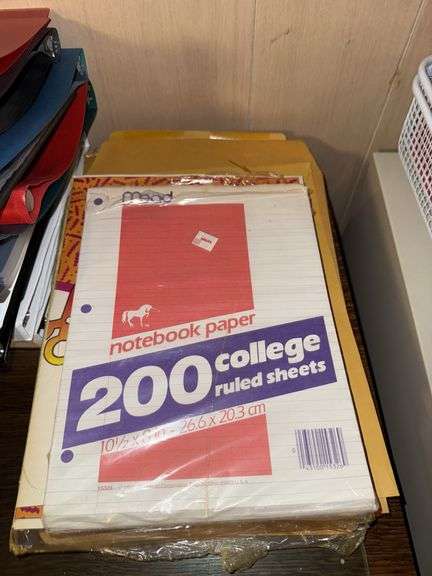 mead
notebook paper
200 college
ruled sheets
10½ x 8 in - 26.6 x 20.3 cm